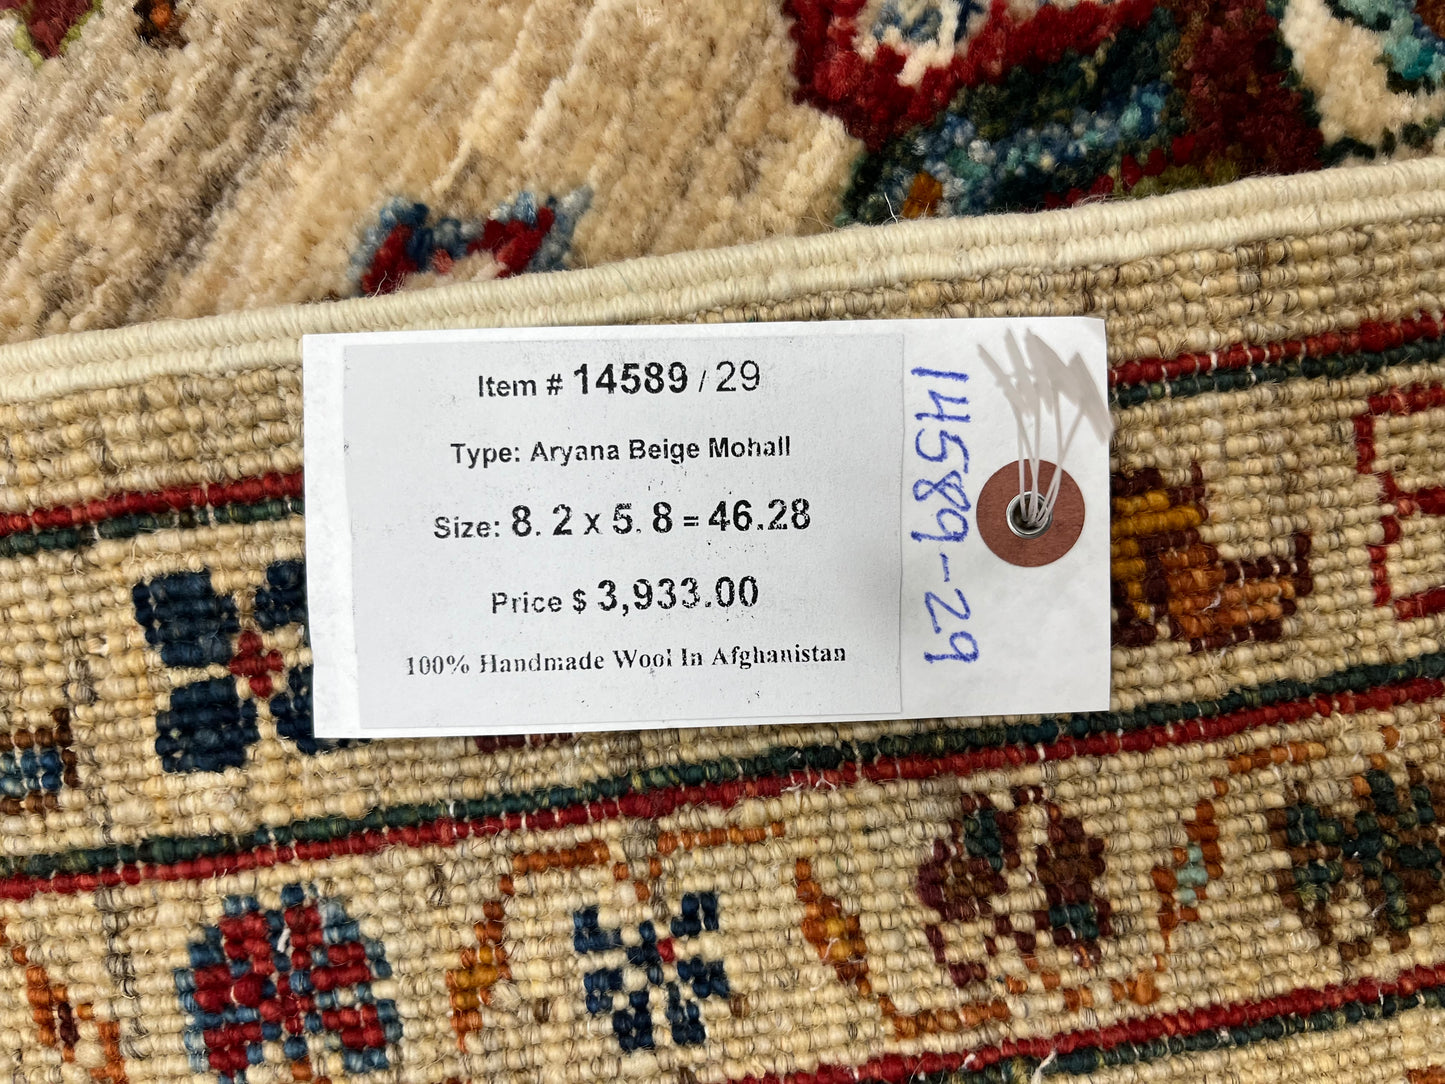 Item # 14589 / 29
Type: Aryana Beige Mohall
Size: 8. 2 x 5. 8 = 46.28
Price $ 3,933.00
100% Handmade Wool In Afghanistan
14589-29